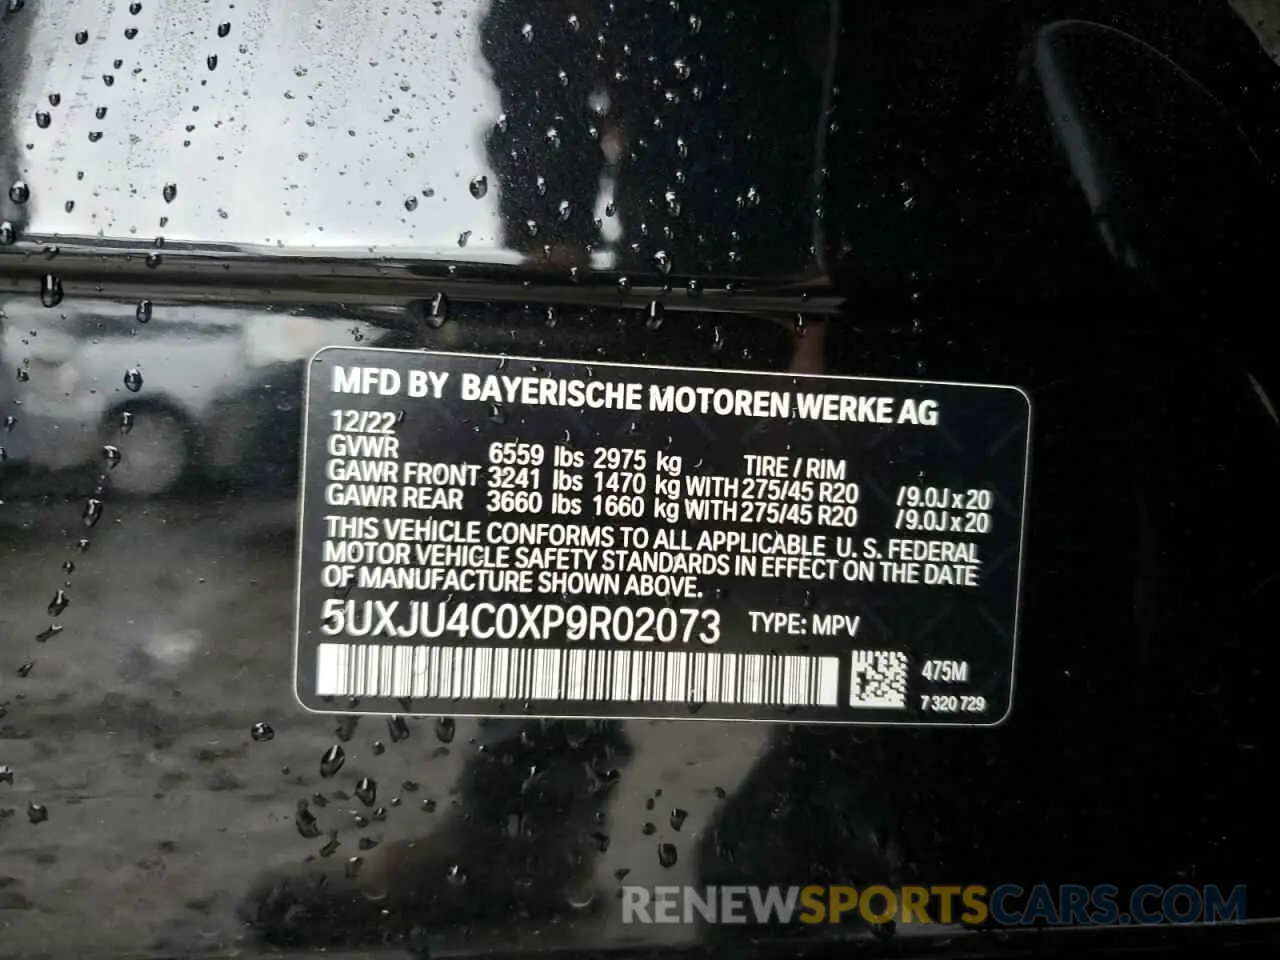 MFD BY BAYERISCHE MOTOREN WERKE AG
12/22
GVWR 6559 lbs 2975 kg TIRE / RIM
GAWR FRONT 3241 lbs 1470 kg WITH 275/45 R20 /9.0J x 20
GAWR REAR 3660 lbs 1660 kg WITH 275/45 R20 /9.0J x 20
THIS VEHICLE CONFORMS TO ALL APPLICABLE U. S. FEDERAL
MOTOR VEHICLE SAFETY STANDARDS IN EFFECT ON THE DATE
OF MANUFACTURE SHOWN ABOVE.
5UXJU4C0XP9R02073 TYPE: MPV
475M
7 320 729
RENEWSPORTSCARS.COM